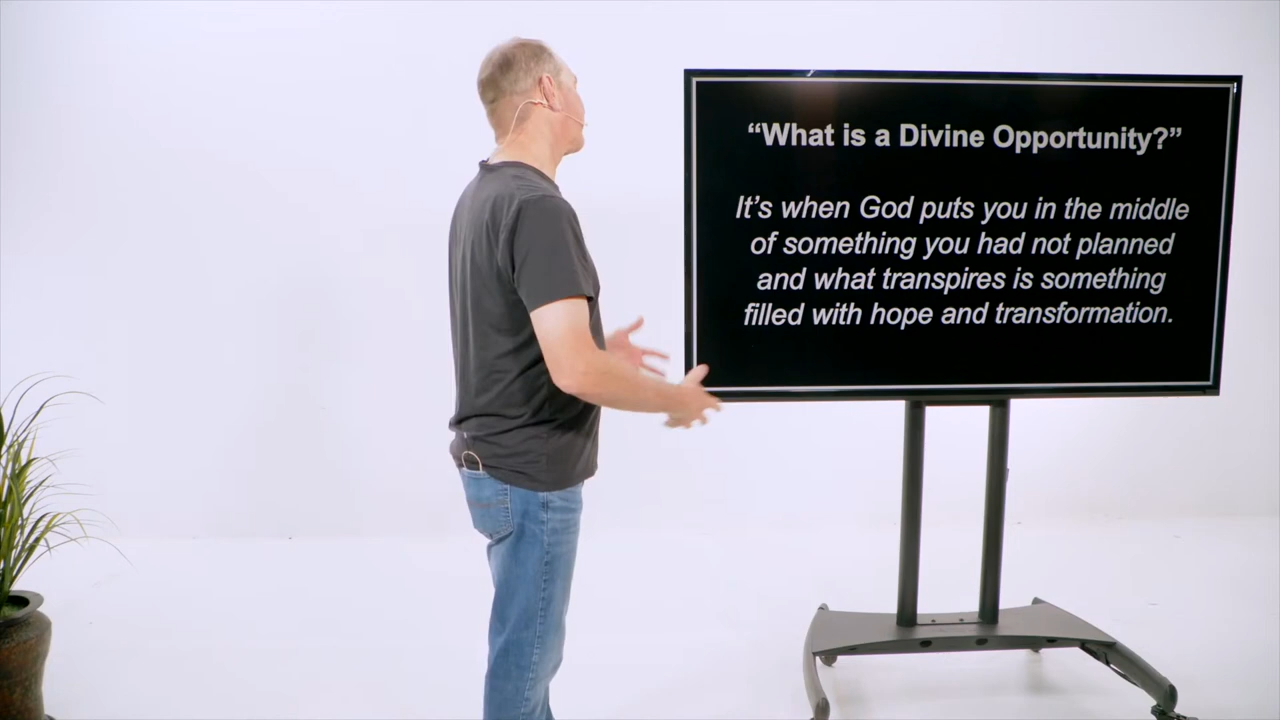 “What is a Divine Opportunity?”
It’s when God puts you in the middle
of something you had not planned
and what transpires is something
filled with hope and transformation.